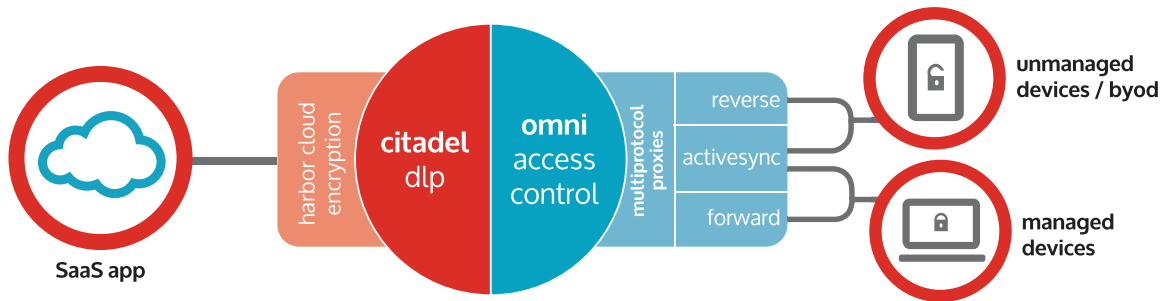 SaaS app
harbor cloud
encryption
citadel
dlp
omni
access
control
multiprotocol
proxies
reverse
activesync
forward
unmanaged
devices / byod
managed
devices